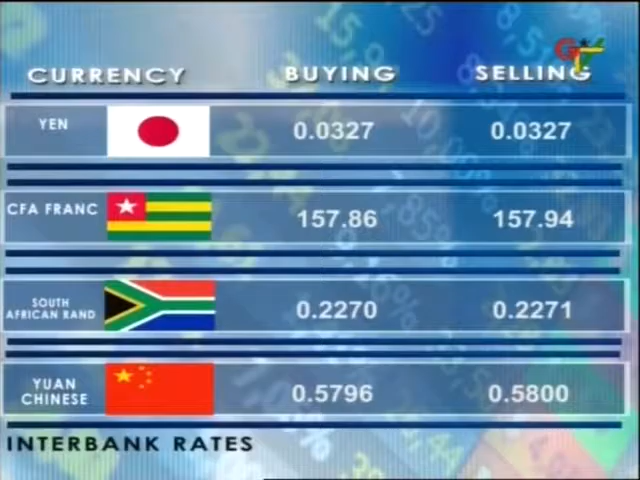 GTV
CURRENCY BUYING SELLING
YEN 0.0327 0.0327
CFA FRANC 157.86 157.94
SOUTH
AFRICAN RAND 0.2270 0.2271
YUAN
CHINESE 0.5796 0.5800
INTERBANK RATES